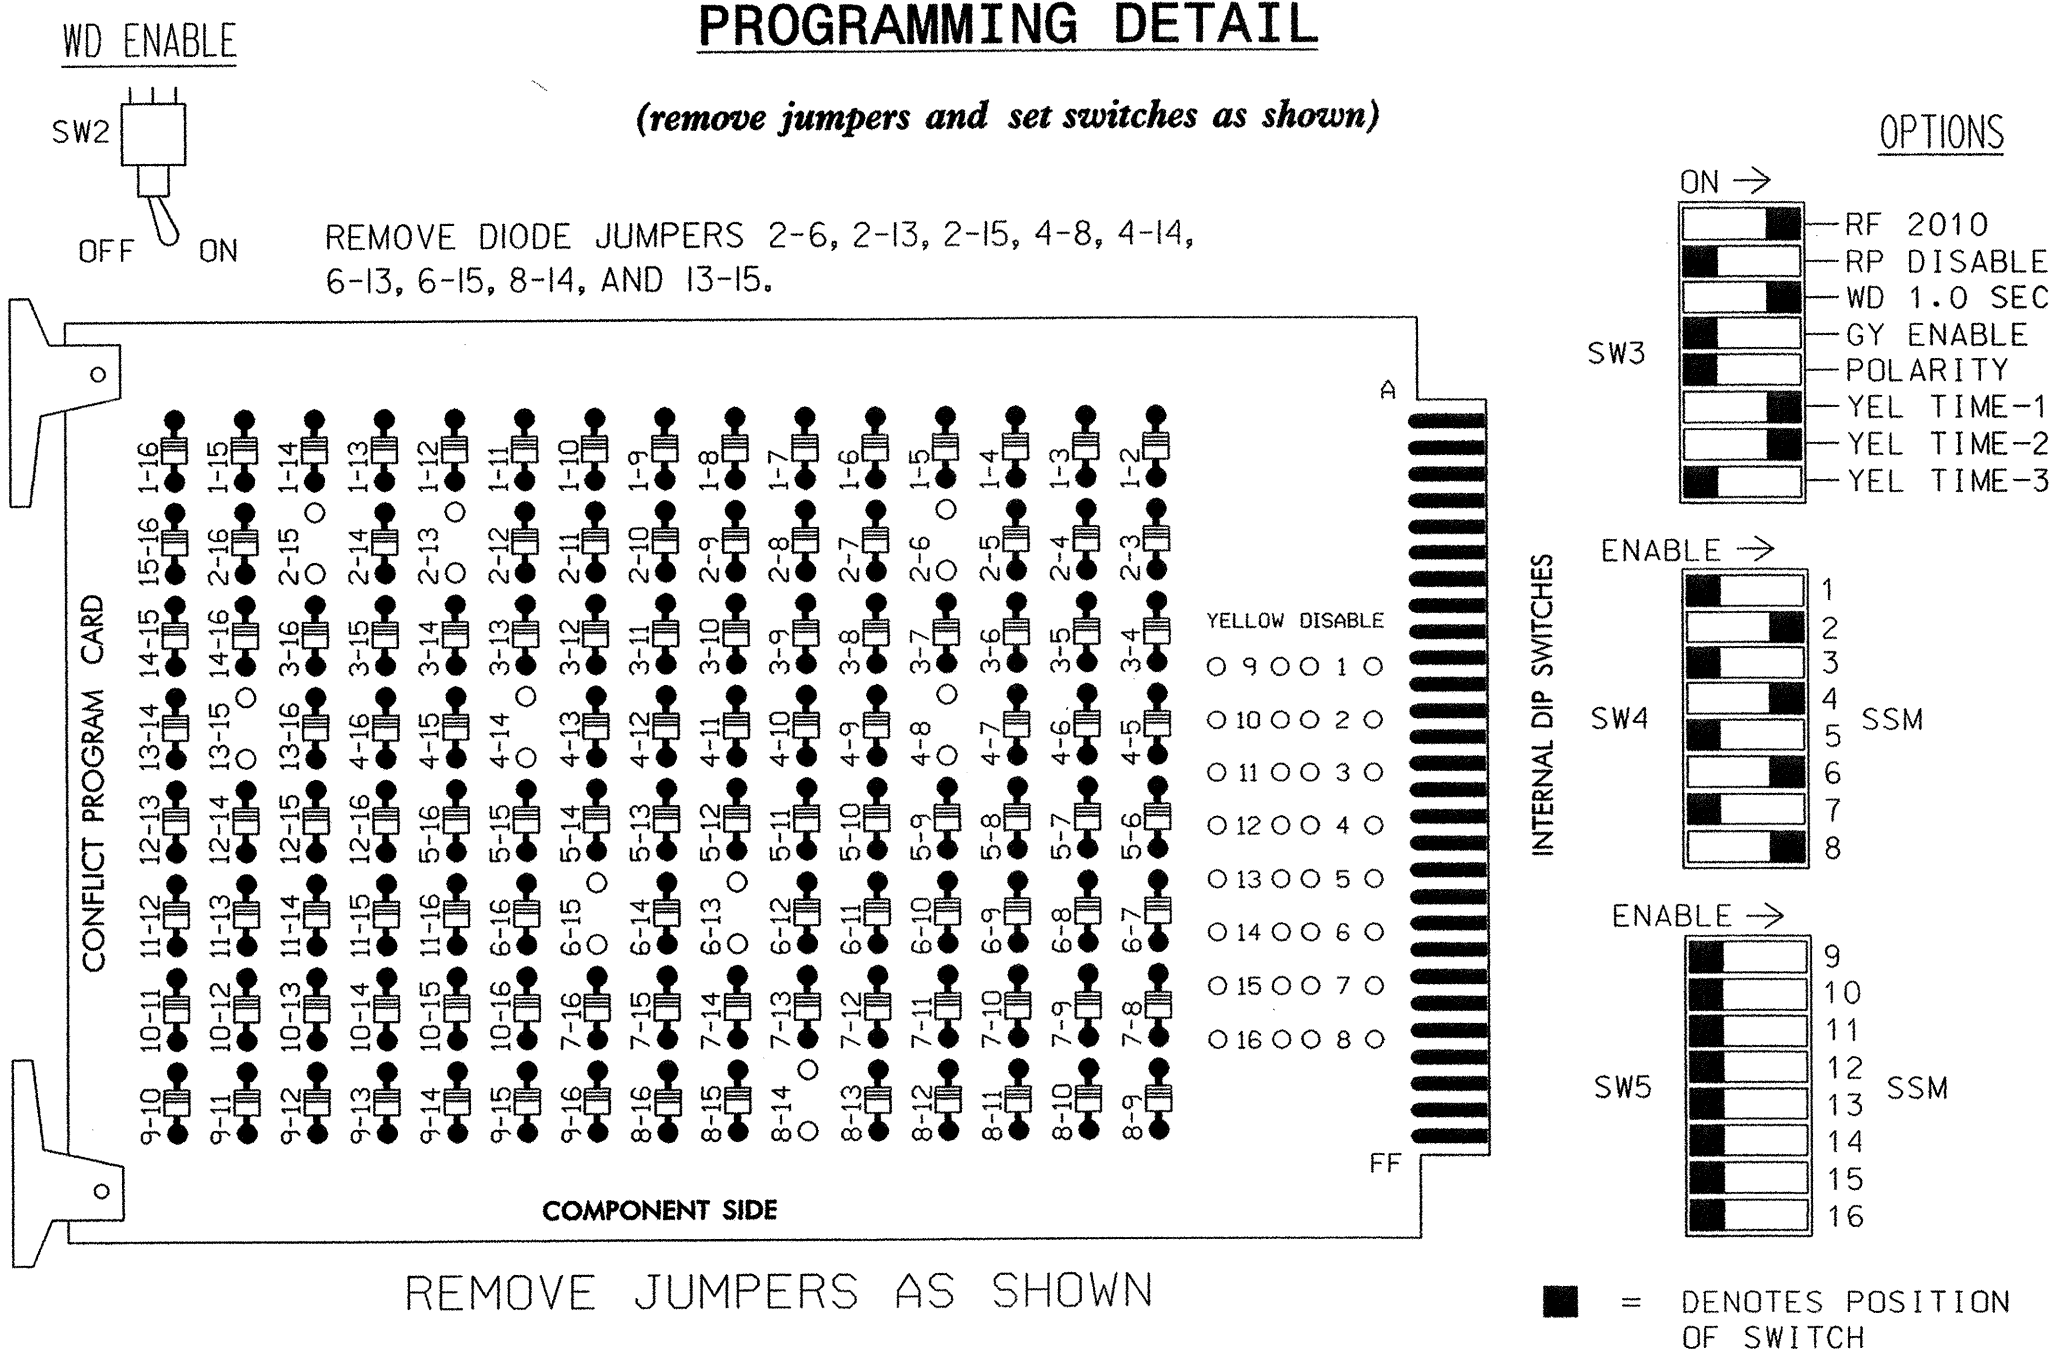 PROGRAMMING DETAIL
(remove jumpers and set switches as shown)
WD ENABLE
SW2
OFF ON
REMOVE DIODE JUMPERS 2-6, 2-13, 2-15, 4-8, 4-14,
6-13, 6-15, 8-14, AND 13-15.
CONFLICT PROGRAM CARD
1-16 1-15 1-14 1-13 1-12 1-11 1-10 1-9 1-8 1-7 1-6 1-5 1-4 1-3 1-2
15-16 2-16 2-15 2-14 2-13 2-12 2-11 2-10 2-9 2-8 2-7 2-6 2-5 2-4 2-3
14-15 14-16 3-16 3-15 3-14 3-13 3-12 3-11 3-10 3-9 3-8 3-7 3-6 3-5 3-4
13-14 13-15 13-16 4-16 4-15 4-14 4-13 4-12 4-11 4-10 4-9 4-8 4-7 4-6 4-5
12-13 12-14 12-15 12-16 5-16 5-15 5-14 5-13 5-12 5-11 5-10 5-9 5-8 5-7 5-6
11-12 11-13 11-14 11-15 11-16 6-16 6-15 6-14 6-13 6-12 6-11 6-10 6-9 6-8 6-7
10-11 10-12 10-13 10-14 10-15 10-16 7-16 7-15 7-14 7-13 7-12 7-11 7-10 7-9 7-8
9-10 9-11 9-12 9-13 9-14 9-15 9-16 8-16 8-15 8-14 8-13 8-12 8-11 8-10 8-9
A
YELLOW DISABLE
9 1
10 2
11 3
12 4
13 5
14 6
15 7
16 8
FF
COMPONENT SIDE
REMOVE JUMPERS AS SHOWN
INTERNAL DIP SWITCHES
OPTIONS
ON →
SW3
RF 2010
RP DISABLE
WD 1.0 SEC
GY ENABLE
POLARITY
YEL TIME-1
YEL TIME-2
YEL TIME-3
ENABLE →
SW4
1
2
3
4
5
6
7
8
SSM
ENABLE →
SW5
9
10
11
12
13
14
15
16
SSM
= DENOTES POSITION
OF SWITCH